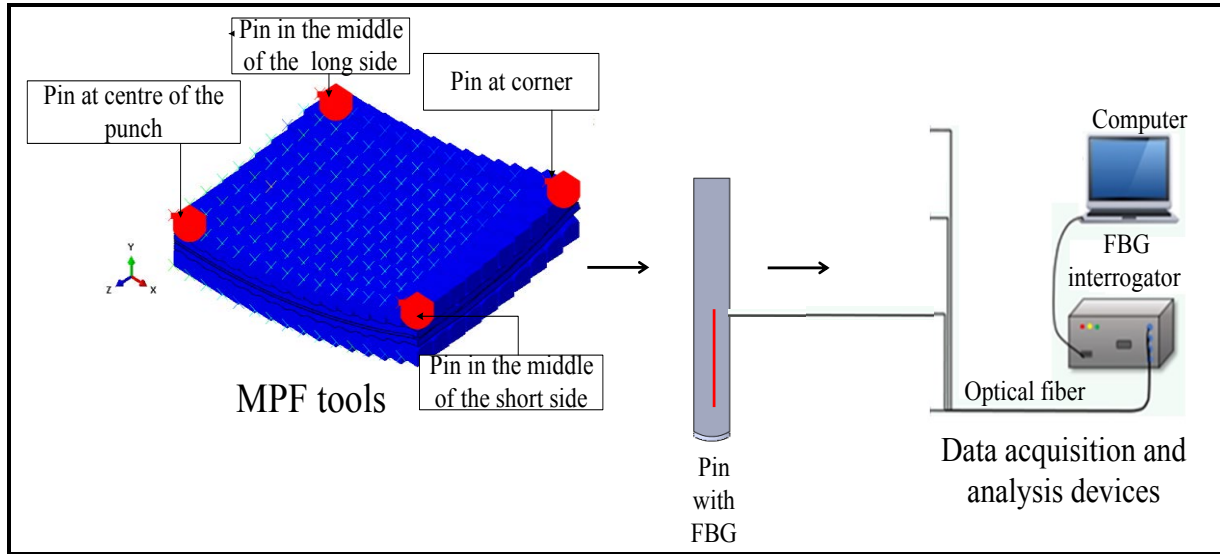 Pin in the middle
of the long side
Pin at centre of the
punch
Pin at corner
Y
Z
X
Pin in the middle
of the short side
MPF tools
Pin
with
FBG
Computer
FBG
interrogator
Optical fiber
Data acquisition and
analysis devices